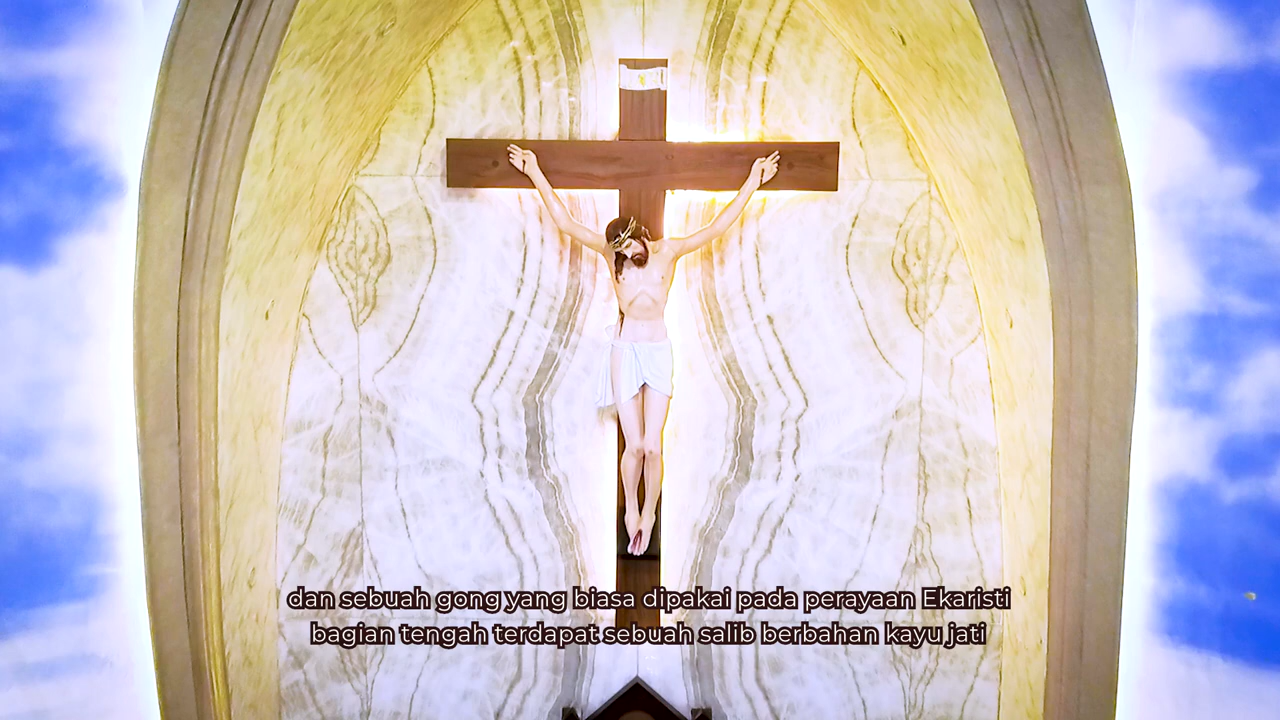 dan sebuah gong yang biasa dipakai pada perayaan Ekaristi
bagian tengah terdapat sebuah salib berbahan kayu jati